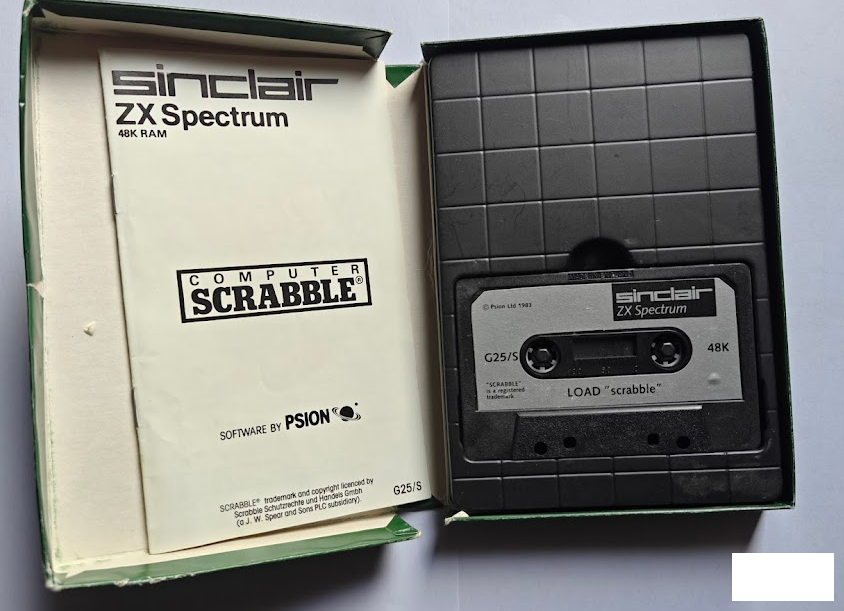 sinclair
ZX Spectrum
48K RAM
COMPUTER
SCRABBLE®
SOFTWARE BY PSION
SCRABBLE® trademark and copyright licenced by
Scrabble Schutzrechte und Handels Gmbh
(a J. W. Spear and Sons PLC subsidiary).
G25/S
© Psion Ltd 1983
sinclair
ZX Spectrum
G25/S
48K
"SCRABBLE"
is a registered
trademark
LOAD "scrabble"